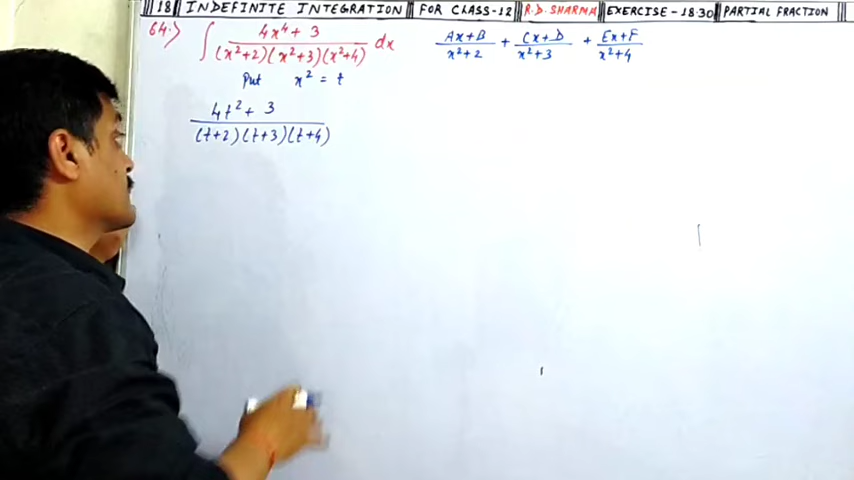 ||| 18 | INDEFINITE INTEGRATION || FOR CLASS-12 || R.D. SHARMA || EXERCISE-18.30 || PARTIAL FRACTION |||
64.) ∫ (4x⁴ + 3) / ((x²+2)(x²+3)(x²+4)) dx (Ax+B)/(x²+2) + (Cx+D)/(x²+3) + (Ex+F)/(x²+4)
Put x² = t
(4t² + 3) / ((t+2)(t+3)(t+4))